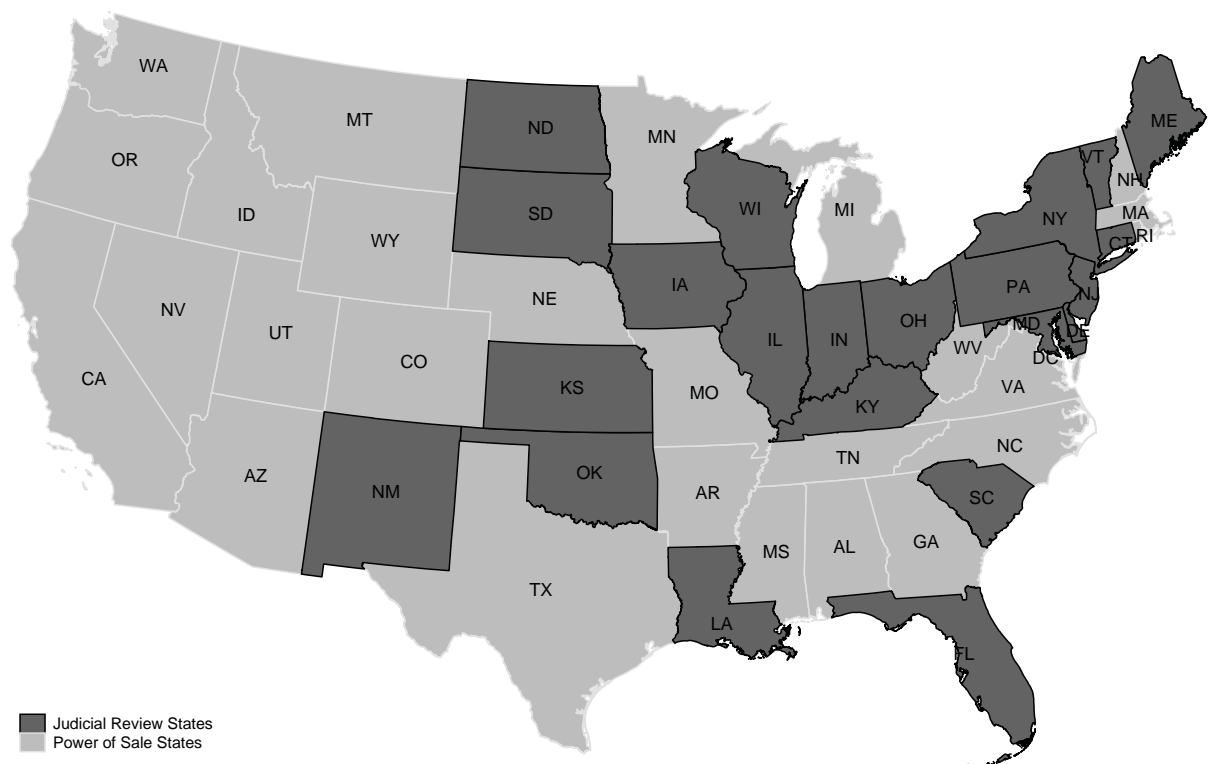 WA
ME
MT
ND
MN
VT
OR
NH
SD
WI
MI
MA
ID
NY
RI
WY
CT
IA
PA
NE
NJ
NV
OH
MD
UT
IL
IN
DE
WV
DC
CO
CA
KS
VA
MO
KY
NC
TN
AZ
OK
NM
AR
SC
GA
MS
AL
TX
LA
FL
Judicial Review States
Power of Sale States